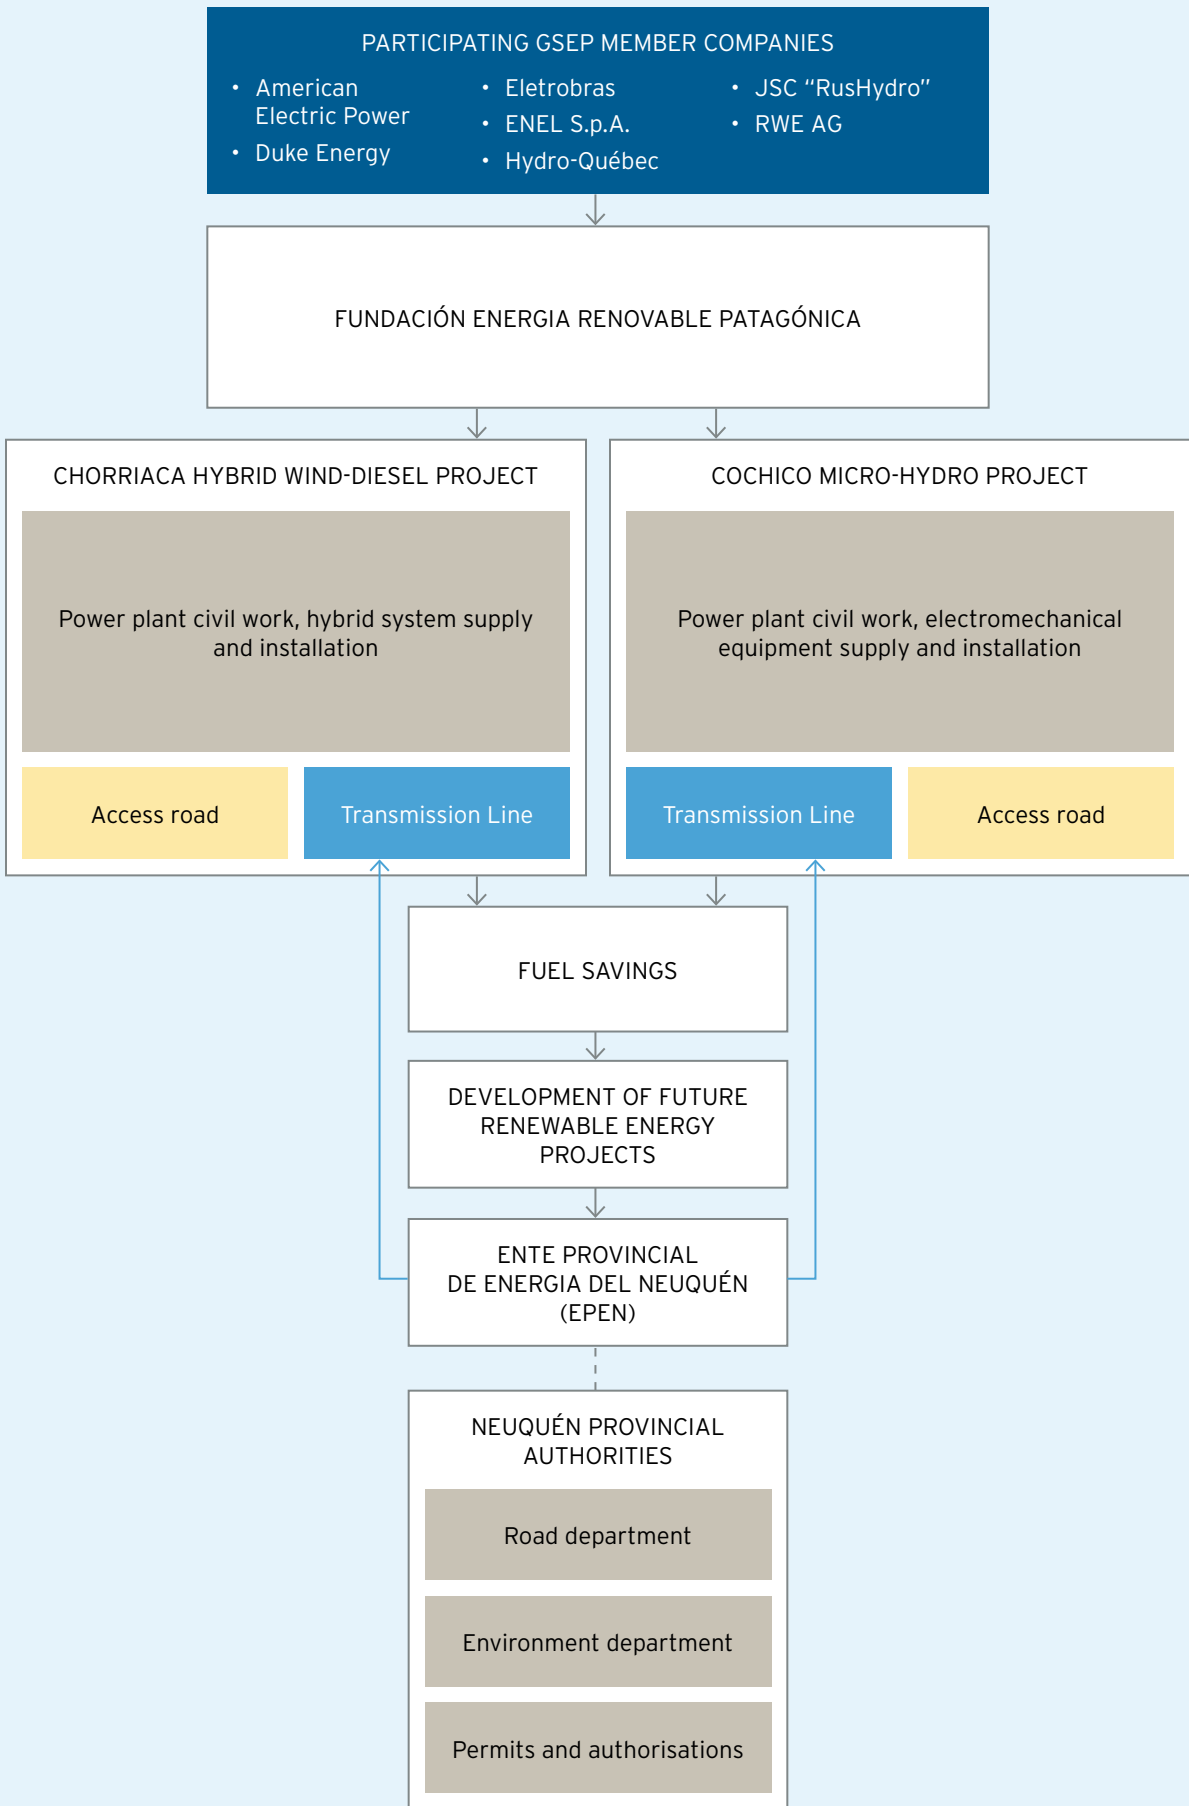 PARTICIPATING GSEP MEMBER COMPANIES
• American
Electric Power
• Duke Energy
• Eletrobras
• ENEL S.p.A.
• Hydro-Québec
• JSC “RusHydro”
• RWE AG
FUNDACIÓN ENERGIA RENOVABLE PATAGÓNICA
CHORRIACA HYBRID WIND-DIESEL PROJECT
Power plant civil work, hybrid system supply
and installation
Access road
Transmission Line
COCHICO MICRO-HYDRO PROJECT
Power plant civil work, electromechanical
equipment supply and installation
Transmission Line
Access road
FUEL SAVINGS
DEVELOPMENT OF FUTURE
RENEWABLE ENERGY
PROJECTS
ENTE PROVINCIAL
DE ENERGIA DEL NEUQUÉN
(EPEN)
NEUQUÉN PROVINCIAL
AUTHORITIES
Road department
Environment department
Permits and authorisations